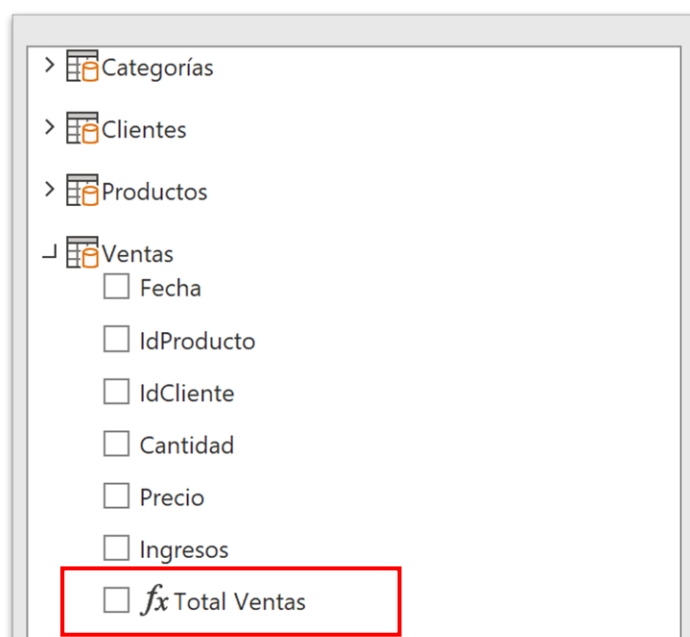 Categorías
Clientes
Productos
Ventas
Fecha
IdProducto
IdCliente
Cantidad
Precio
Ingresos
fx Total Ventas